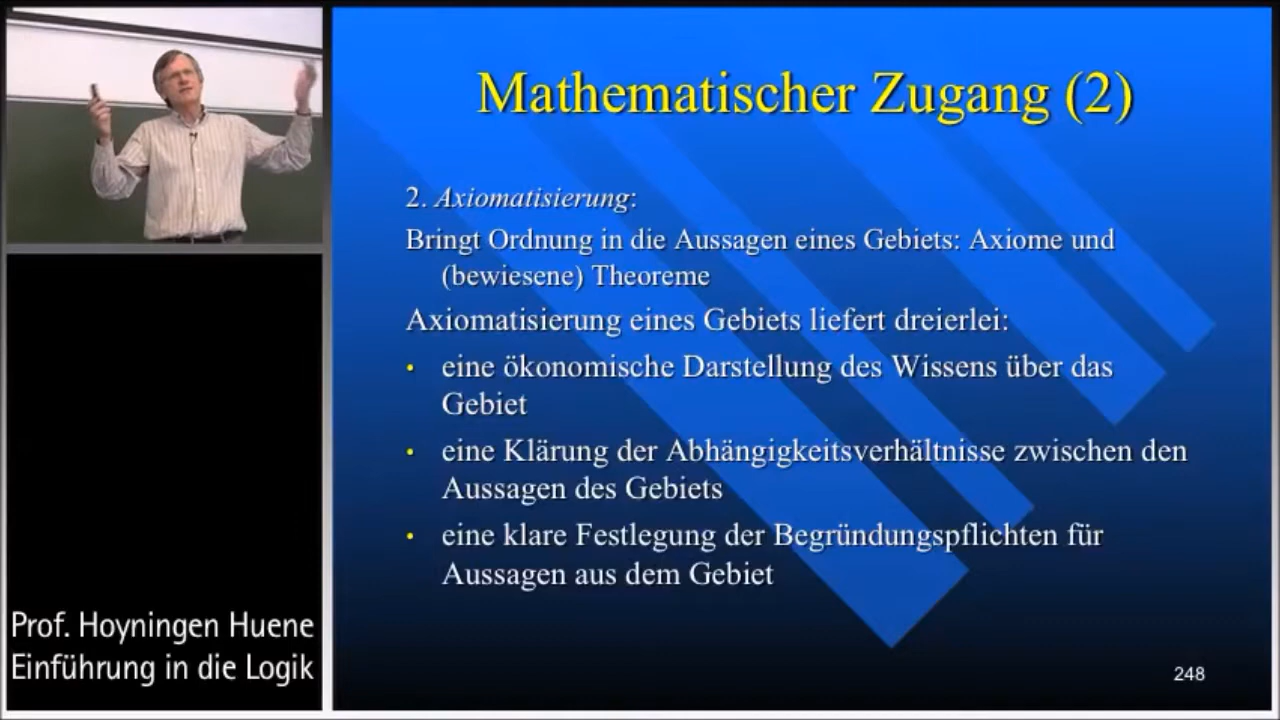 Mathematischer Zugang (2)
2. Axiomatisierung:
Bringt Ordnung in die Aussagen eines Gebiets: Axiome und
(bewiesene) Theoreme
Axiomatisierung eines Gebiets liefert dreierlei:
• eine ökonomische Darstellung des Wissens über das
Gebiet
• eine Klärung der Abhängigkeitsverhältnisse zwischen den
Aussagen des Gebiets
• eine klare Festlegung der Begründungspflichten für
Aussagen aus dem Gebiet
248
Prof. Hoyningen Huene
Einführung in die Logik